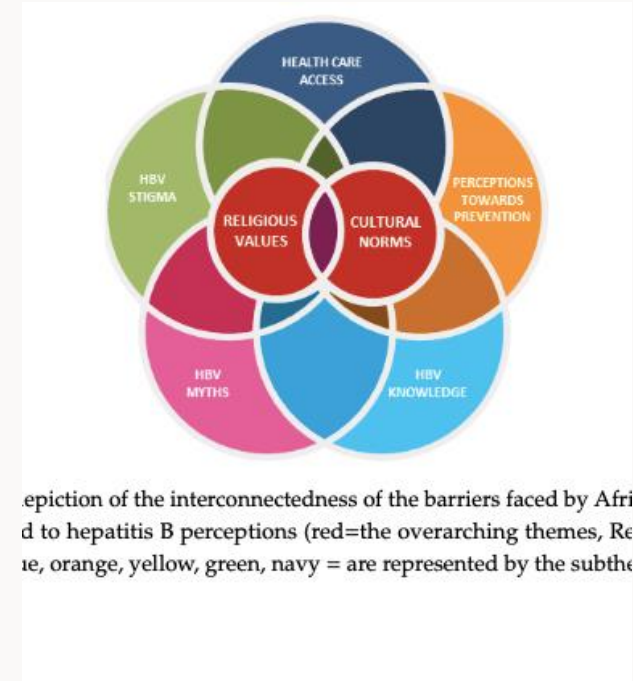 HEALTH CARE
ACCESS
HBV
STIGMA
PERCEPTIONS
TOWARDS
PREVENTION
RELIGIOUS
VALUES
CULTURAL
NORMS
HBV
MYTHS
HBV
KNOWLEDGE
epiction of the interconnectedness of the barriers faced by Afri
d to hepatitis B perceptions (red=the overarching themes, Re
e, orange, yellow, green, navy = are represented by the subthe